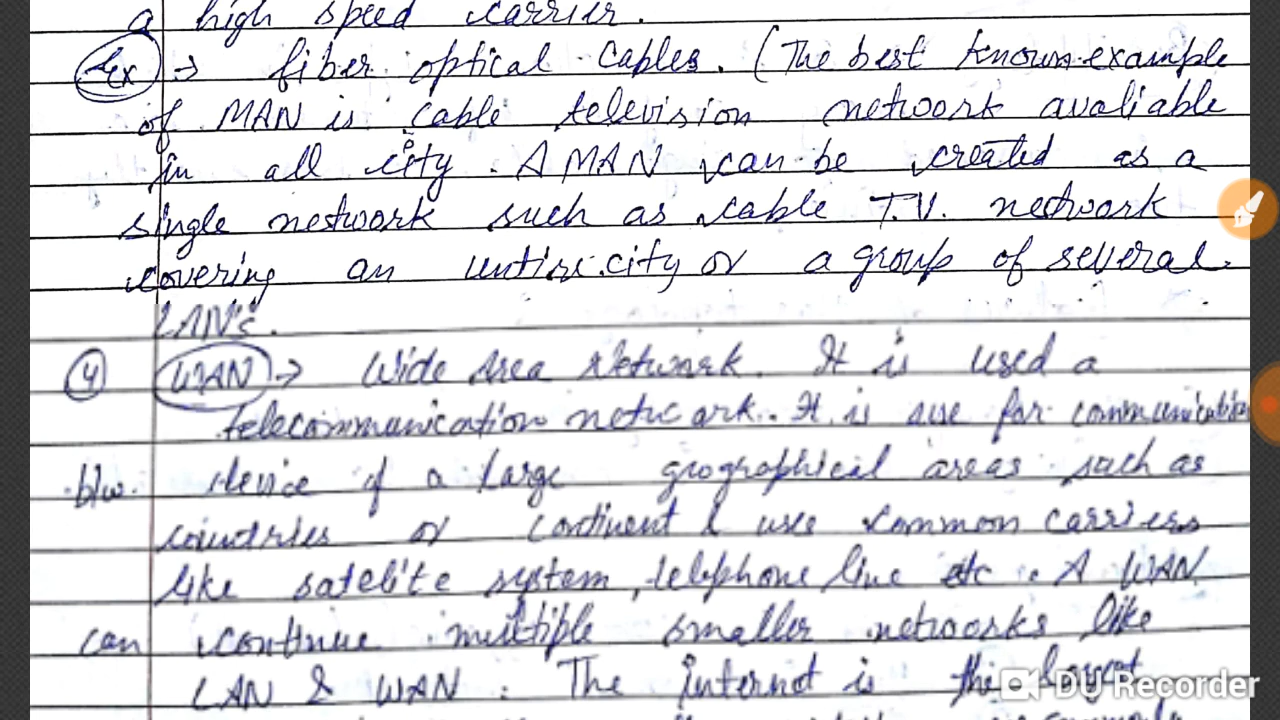 a high speed carrier.
Ex → fiber optical cables. (The best known example
of MAN is cable television network avaliable
in all city. A MAN can be created as a
single network such as cable T.V. network
covering an entire city or a group of several
LAN's.
4 WAN → Wide Area Network. It is used a
telecommunication network. It is use for communication
b/w. device of a large geographical areas such as
countries or continent & uses common carriers
like satelite system, telephone line etc. A WAN
can continue multiple smaller networks like
LAN & WAN. The internet is the
DU Recorder